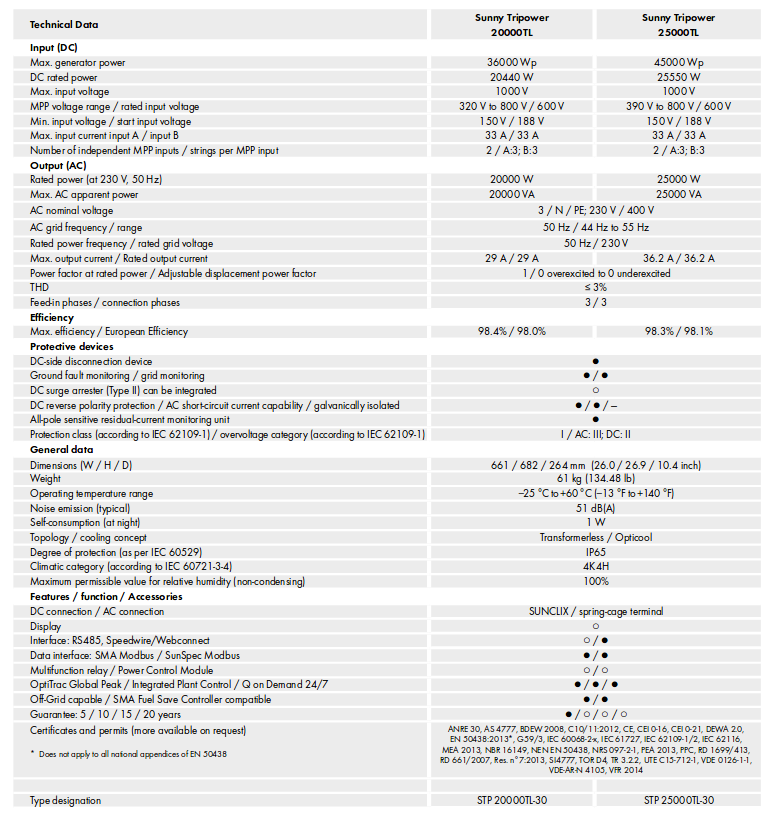 Technical Data Sunny Tripower 20000TL Sunny Tripower 25000TL
Input (DC)
Max. generator power 36000 Wp 45000 Wp
DC rated power 20440 W 25550 W
Max. input voltage 1000 V 1000 V
MPP voltage range / rated input voltage 320 V to 800 V / 600 V 390 V to 800 V / 600 V
Min. input voltage / start input voltage 150 V / 188 V 150 V / 188 V
Max. input current input A / input B 33 A / 33 A 33 A / 33 A
Number of independent MPP inputs / strings per MPP input 2 / A:3; B:3 2 / A:3; B:3
Output (AC)
Rated power (at 230 V, 50 Hz) 20000 W 25000 W
Max. AC apparent power 20000 VA 25000 VA
AC nominal voltage 3 / N / PE; 230 V / 400 V
AC grid frequency / range 50 Hz / 44 Hz to 55 Hz
Rated power frequency / rated grid voltage 50 Hz / 230 V
Max. output current / Rated output current 29 A / 29 A 36.2 A / 36.2 A
Power factor at rated power / Adjustable displacement power factor 1 / 0 overexcited to 0 underexcited
THD ≤ 3%
Feed-in phases / connection phases 3 / 3
Efficiency
Max. efficiency / European Efficiency 98.4% / 98.0% 98.3% / 98.1%
Protective devices
DC-side disconnection device ●
Ground fault monitoring / grid monitoring ● / ●
DC surge arrester (Type II) can be integrated ○
DC reverse polarity protection / AC short-circuit current capability / galvanically isolated ● / ● / –
All-pole sensitive residual-current monitoring unit ●
Protection class (according to IEC 62109-1) / overvoltage category (according to IEC 62109-1) I / AC: III; DC: II
General data
Dimensions (W / H / D) 661 / 682 / 264 mm (26.0 / 26.9 / 10.4 inch)
Weight 61 kg (134.48 lb)
Operating temperature range –25 °C to +60 °C (–13 °F to +140 °F)
Noise emission (typical) 51 dB(A)
Self-consumption (at night) 1 W
Topology / cooling concept Transformerless / Opticool
Degree of protection (as per IEC 60529) IP65
Climatic category (according to IEC 60721-3-4) 4K4H
Maximum permissible value for relative humidity (non-condensing) 100%
Features / function / Accessories
DC connection / AC connection SUNCLIX / spring-cage terminal
Display ○
Interface: RS485, Speedwire/Webconnect ○ / ●
Data interface: SMA Modbus / SunSpec Modbus ● / ●
Multifunction relay / Power Control Module ○ / ○
OptiTrac Global Peak / Integrated Plant Control / Q on Demand 24/7 ● / ● / ●
Off-Grid capable / SMA Fuel Save Controller compatible ● / ●
Guarantee: 5 / 10 / 15 / 20 years ● / ○ / ○ / ○
Certificates and permits (more available on request) ANRE 30, AS 4777, BDEW 2008, C10/11:2012, CE, CEI 0-16, CEI 0-21, DEWA 2.0,
EN 50438:2013*, G59/3, IEC 60068-2-x, IEC 61727, IEC 62109-1/2, IEC 62116,
MEA 2013, NBR 16149, NEN EN 50438, NRS 097-2-1, PEA 2013, PPC, RD 1699/413,
RD 661/2007, Res. n°7:2013, SI4777, TOR D4, TR 3.2.2, UTE C15-712-1, VDE 0126-1-1,
VDE-AR-N 4105, VFR 2014
* Does not apply to all national appendices of EN 50438
Type designation STP 20000TL-30 STP 25000TL-30